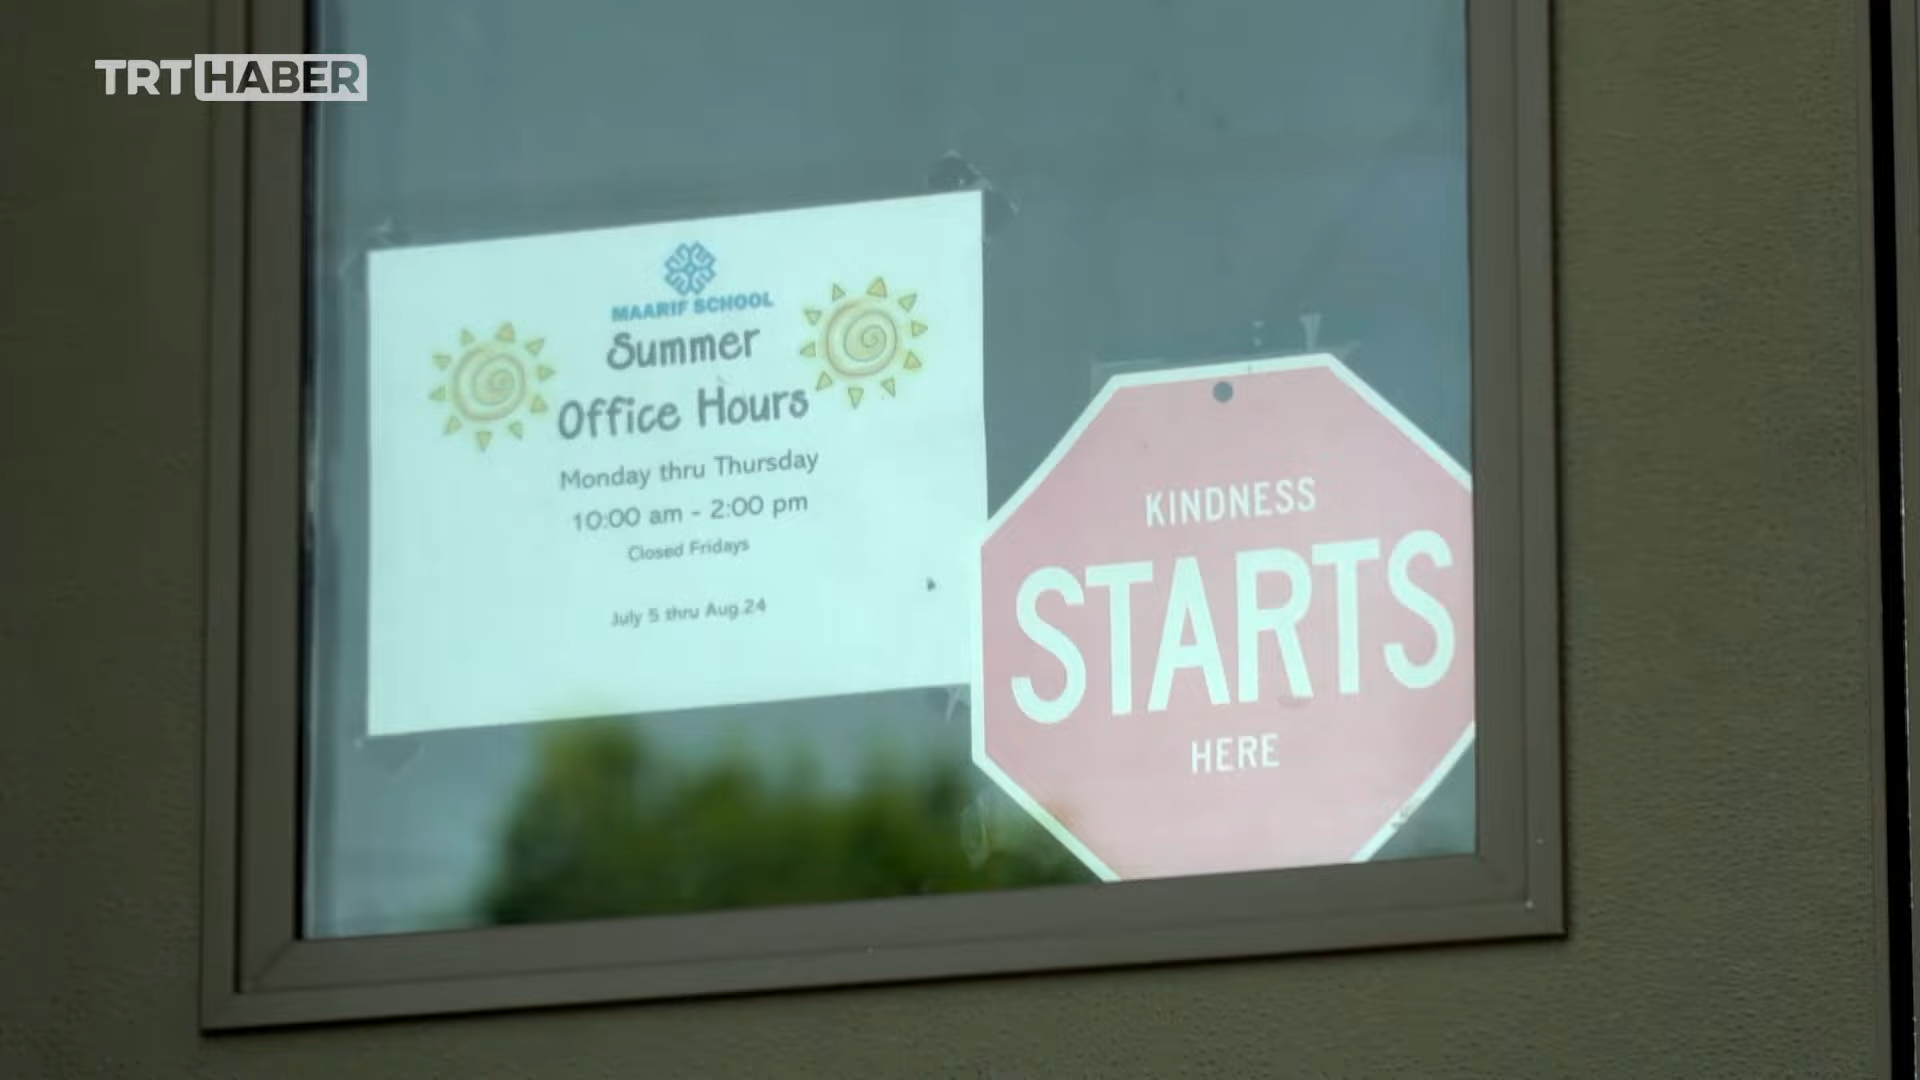 TRT HABER
MAARIF SCHOOL
Summer
Office Hours
Monday thru Thursday
10:00 am - 2:00 pm
Closed Fridays
July 5 thru Aug 24
KINDNESS
STARTS
HERE